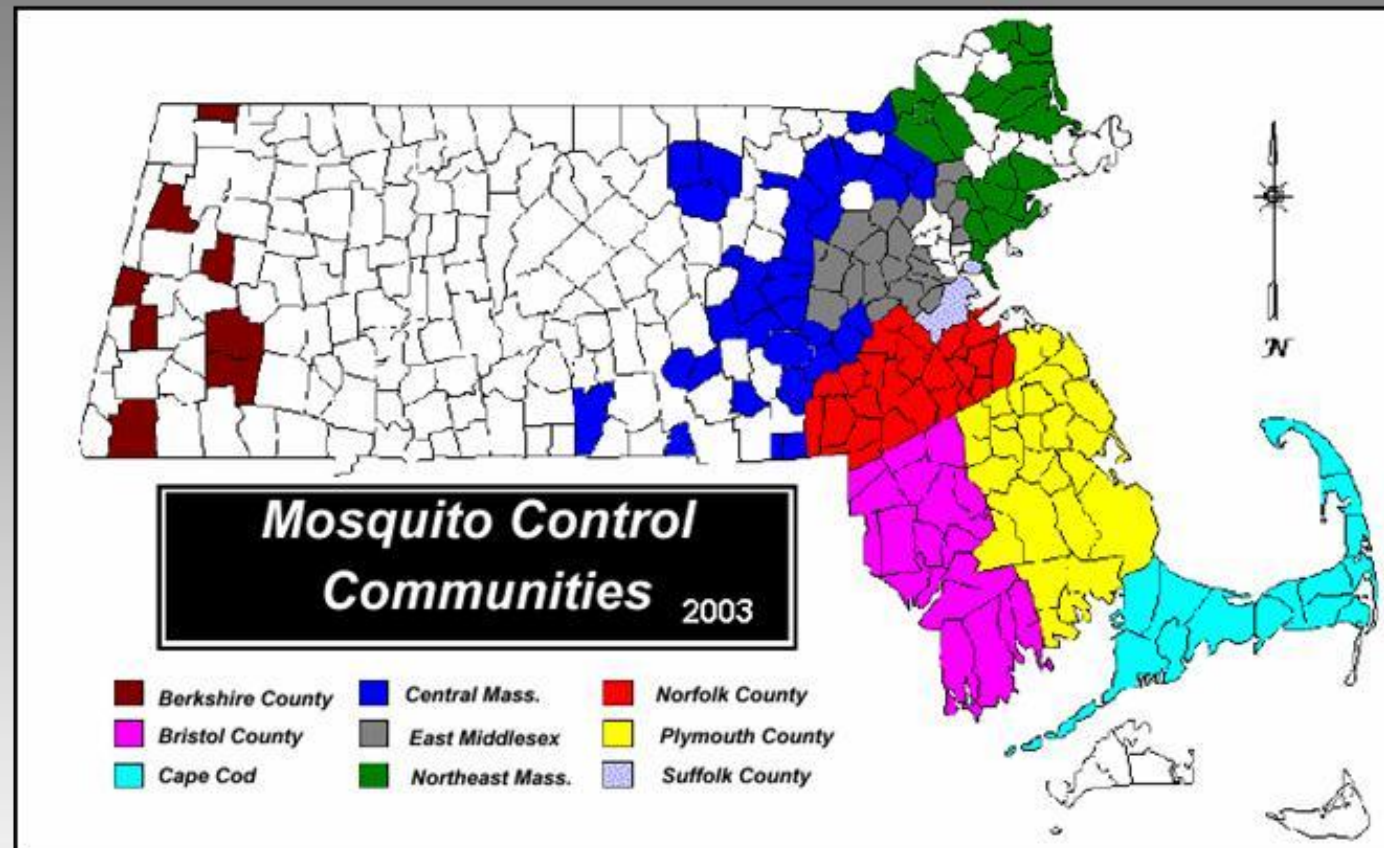 N
Mosquito Control
Communities 2003
Berkshire County
Central Mass.
Norfolk County
Bristol County
East Middlesex
Plymouth County
Cape Cod
Northeast Mass.
Suffolk County